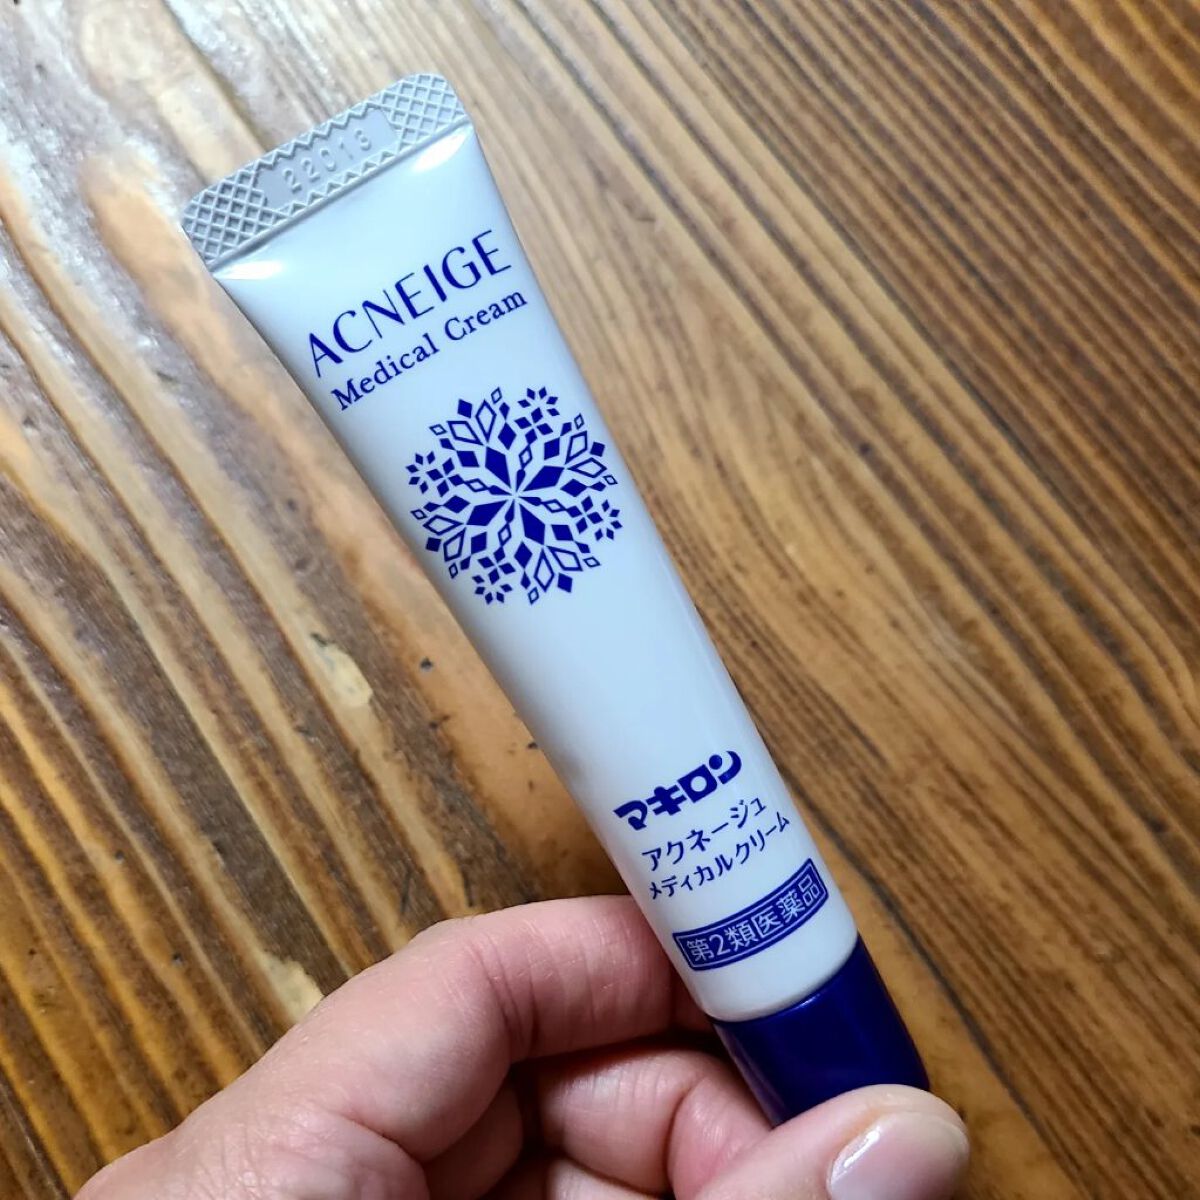 22013
ACNEIGE
Medical Cream
マキロン
アクネージュ
メディカルクリーム
第2類医薬品